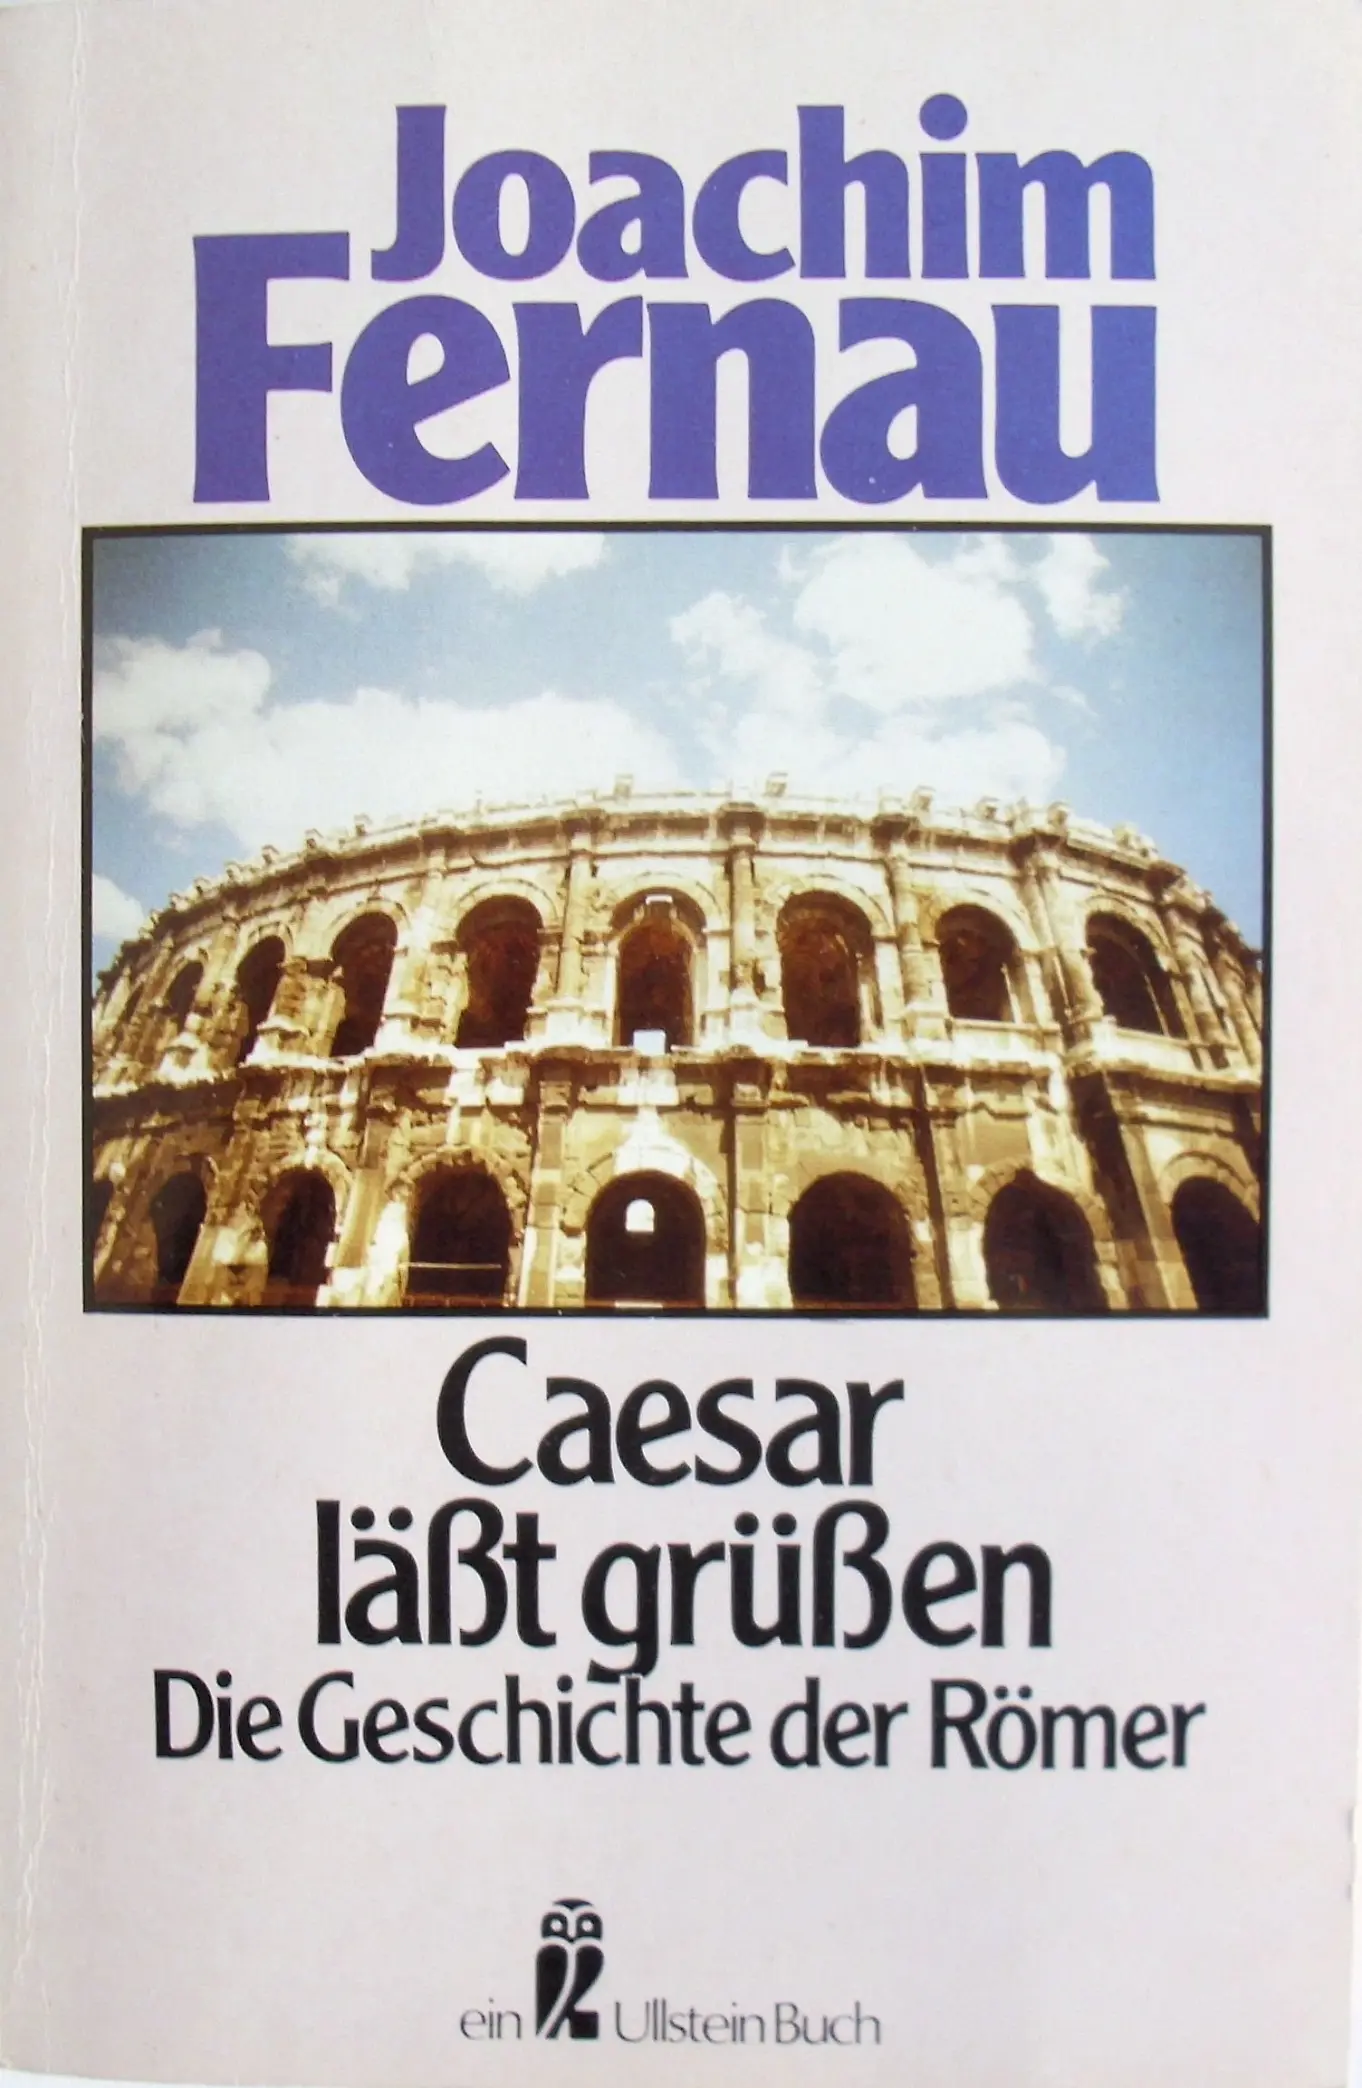 Joachim
Fernau
Caesar
läßt grüßen
Die Geschichte der Römer
ein Ullstein Buch